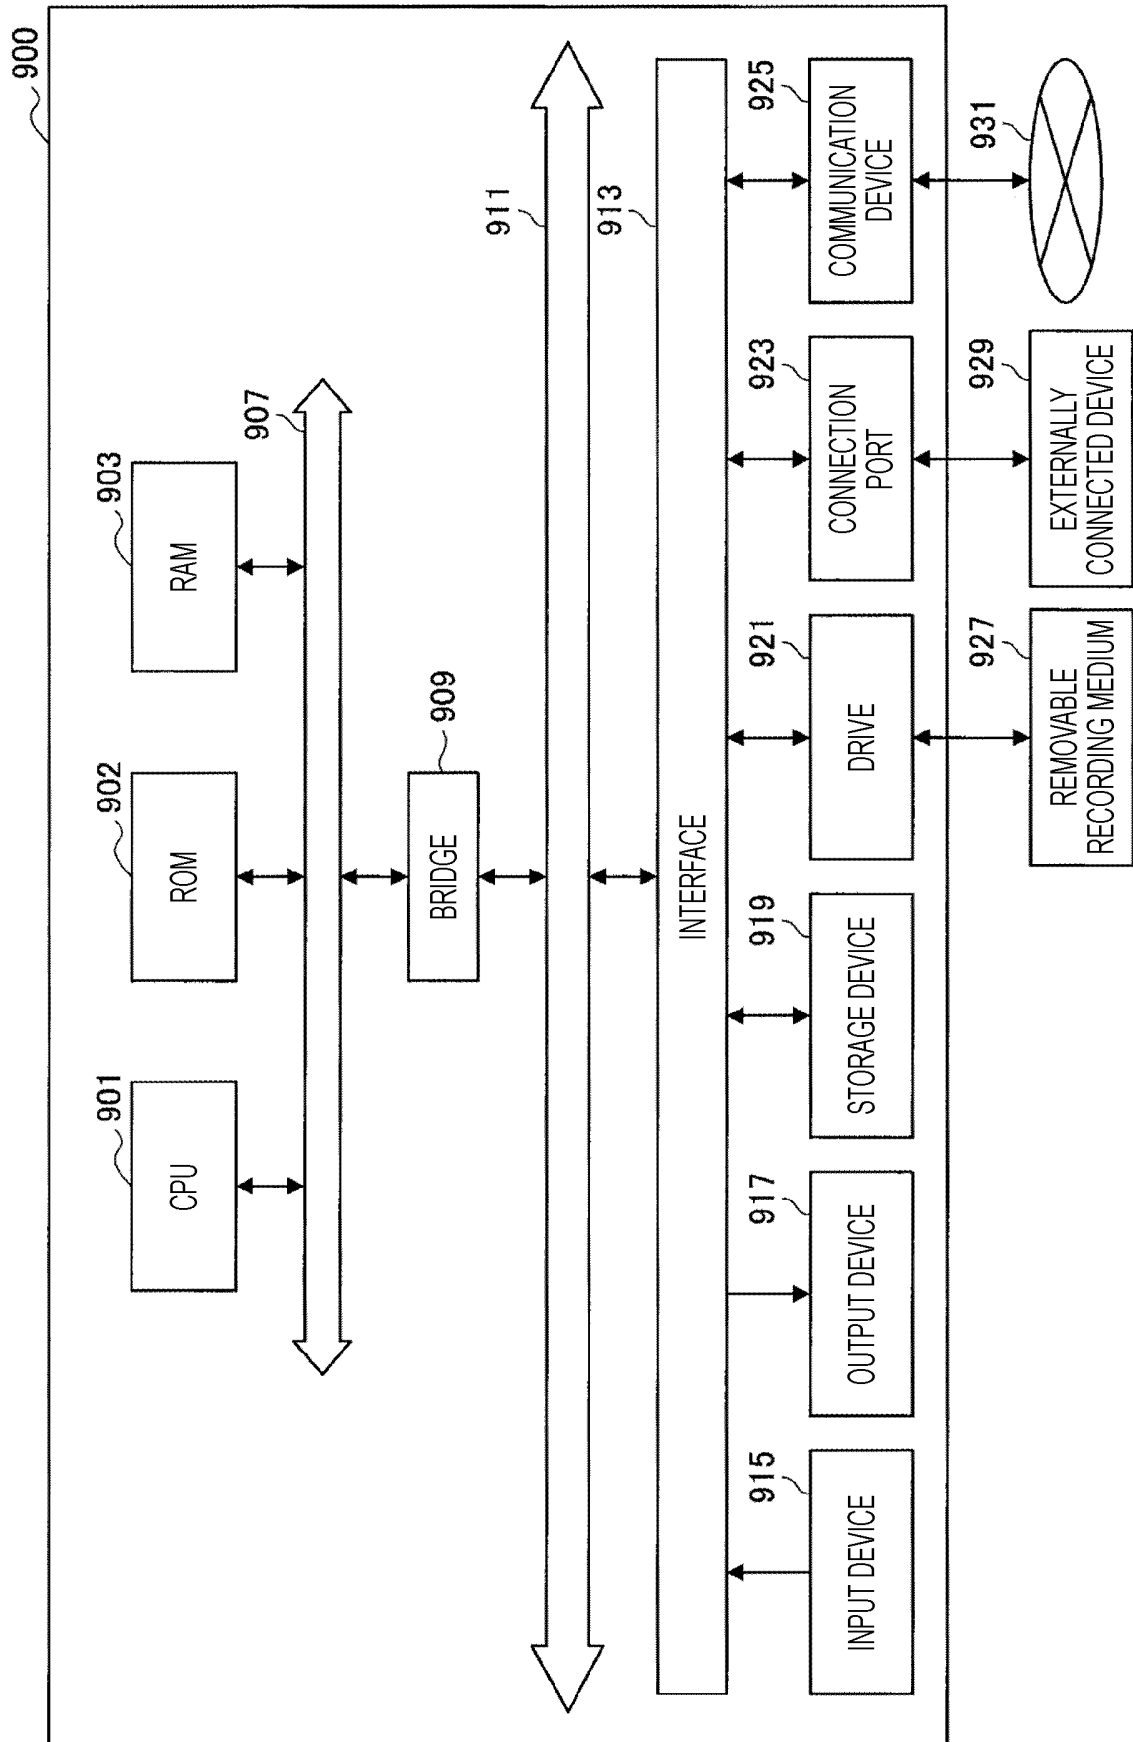 900
901
CPU
902
ROM
903
RAM
907
909
BRIDGE
911
913
INTERFACE
915
INPUT DEVICE
917
OUTPUT DEVICE
919
STORAGE DEVICE
921
DRIVE
923
CONNECTION
PORT
925
COMMUNICATION
DEVICE
927
REMOVABLE
RECORDING MEDIUM
929
EXTERNALLY
CONNECTED DEVICE
931